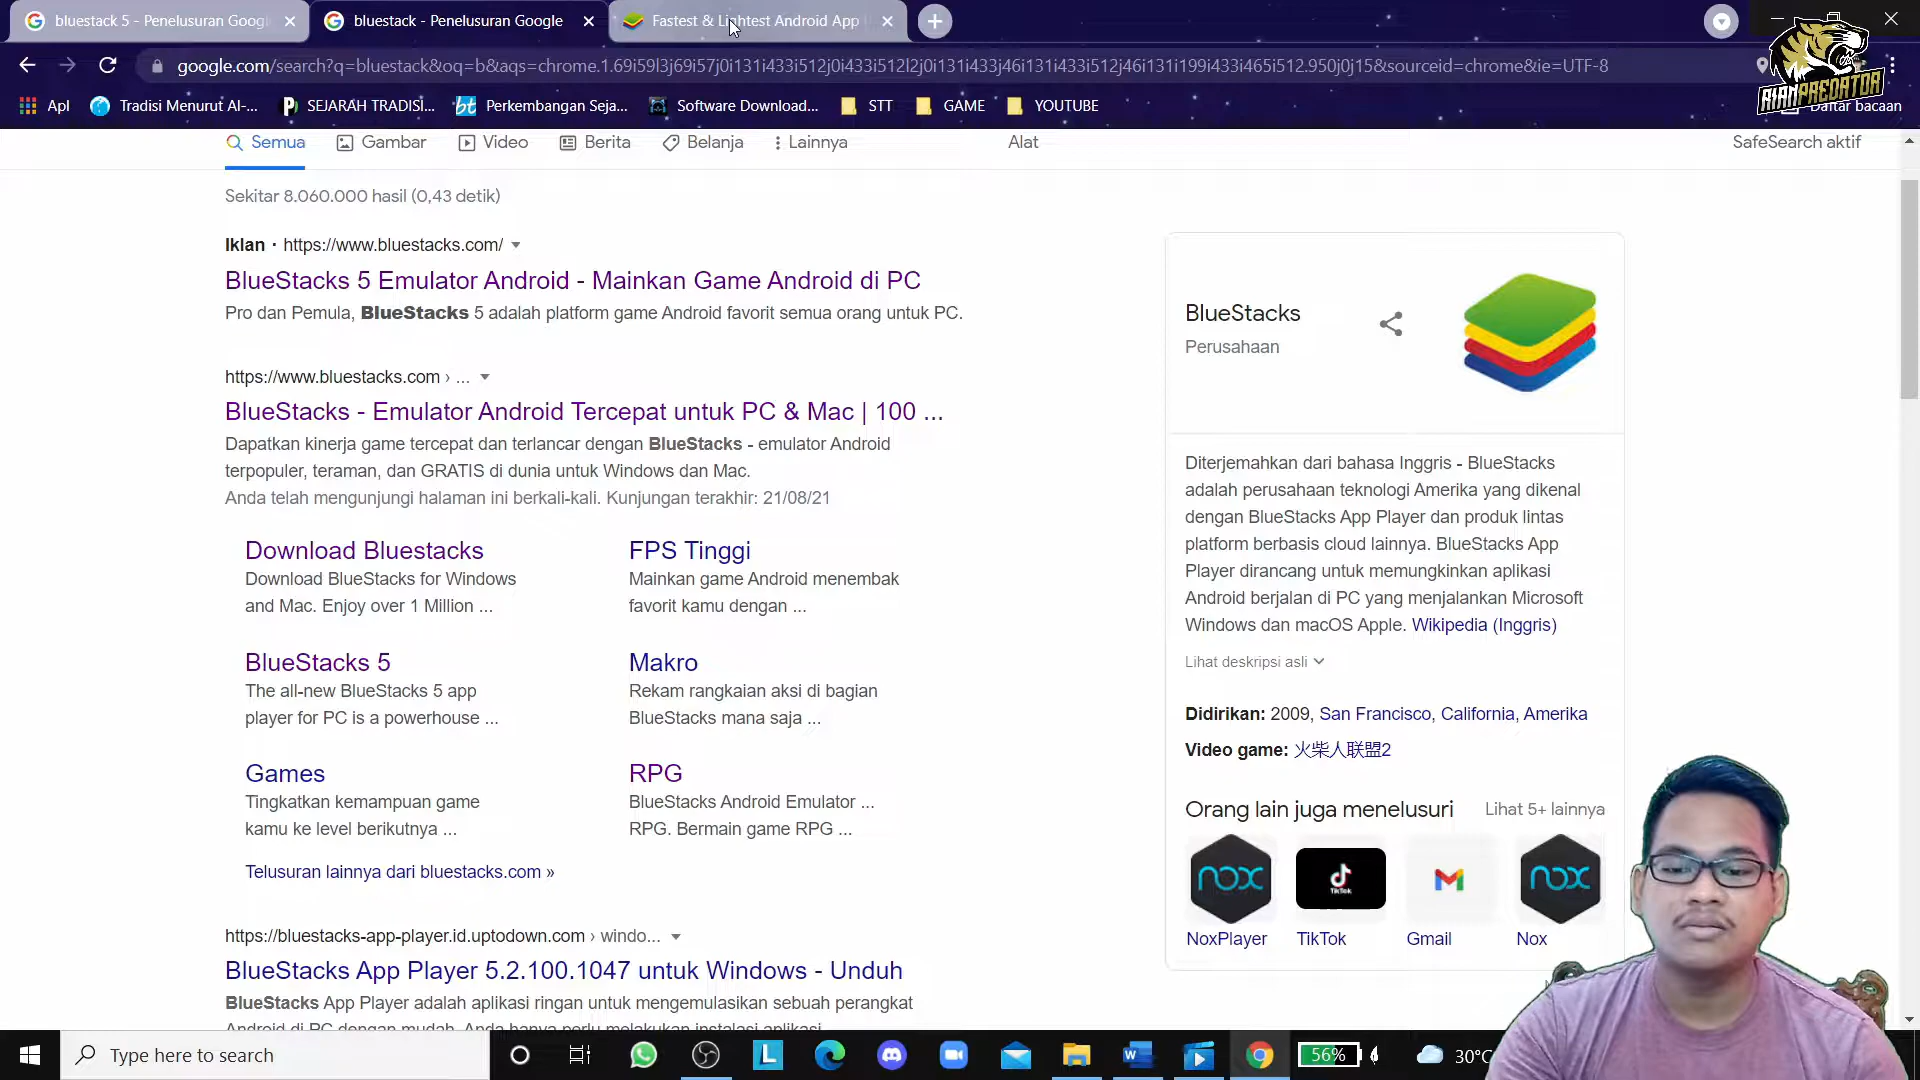 bluestack 5 - Penelusuran Googl
bluestack - Penelusuran Google
Fastest & Lightest Android App
google.com/search?q=bluestack&oq=b&aqs=chrome.1.69i59l3j69i57j0i131i433i512j0i433i512l2j0i131i433j46i131i433i512j46i131i199i433i465i512.950j0j15&sourceid=chrome&ie=UTF-8
RIANPREDATOR
Apl
Tradisi Menurut Al-...
SEJARAH TRADISI...
Perkembangan Seja...
Software Download...
STT
GAME
YOUTUBE
Daftar bacaan
Semua
Gambar
Video
Berita
Belanja
Lainnya
Alat
SafeSearch aktif
Sekitar 8.060.000 hasil (0,43 detik)
Iklan · https://www.bluestacks.com/
BlueStacks 5 Emulator Android - Mainkan Game Android di PC
Pro dan Pemula, BlueStacks 5 adalah platform game Android favorit semua orang untuk PC.
https://www.bluestacks.com › ...
BlueStacks - Emulator Android Tercepat untuk PC & Mac | 100 ...
Dapatkan kinerja game tercepat dan terlancar dengan BlueStacks - emulator Android
terpopuler, teraman, dan GRATIS di dunia untuk Windows dan Mac.
Anda telah mengunjungi halaman ini berkali-kali. Kunjungan terakhir: 21/08/21
Download Bluestacks
Download BlueStacks for Windows
and Mac. Enjoy over 1 Million ...
FPS Tinggi
Mainkan game Android menembak
favorit kamu dengan ...
BlueStacks 5
The all-new BlueStacks 5 app
player for PC is a powerhouse ...
Makro
Rekam rangkaian aksi di bagian
BlueStacks mana saja ...
Games
Tingkatkan kemampuan game
kamu ke level berikutnya ...
RPG
BlueStacks Android Emulator ...
RPG. Bermain game RPG ...
Telusuran lainnya dari bluestacks.com »
https://bluestacks-app-player.id.uptodown.com › windo...
BlueStacks App Player 5.2.100.1047 untuk Windows - Unduh
BlueStacks App Player adalah aplikasi ringan untuk mengemulasikan sebuah perangkat
Android di PC dengan mudah. Anda hanya perlu melakukan instalasi aplikasi
BlueStacks
Perusahaan
Diterjemahkan dari bahasa Inggris - BlueStacks
adalah perusahaan teknologi Amerika yang dikenal
dengan BlueStacks App Player dan produk lintas
platform berbasis cloud lainnya. BlueStacks App
Player dirancang untuk memungkinkan aplikasi
Android berjalan di PC yang menjalankan Microsoft
Windows dan macOS Apple. Wikipedia (Inggris)
Lihat deskripsi asli
Didirikan: 2009, San Francisco, California, Amerika
Video game: 火柴人联盟2
Orang lain juga menelusuri
Lihat 5+ lainnya
nox
TikTok
nox
NoxPlayer
TikTok
Gmail
Nox
Type here to search
56%
30°C